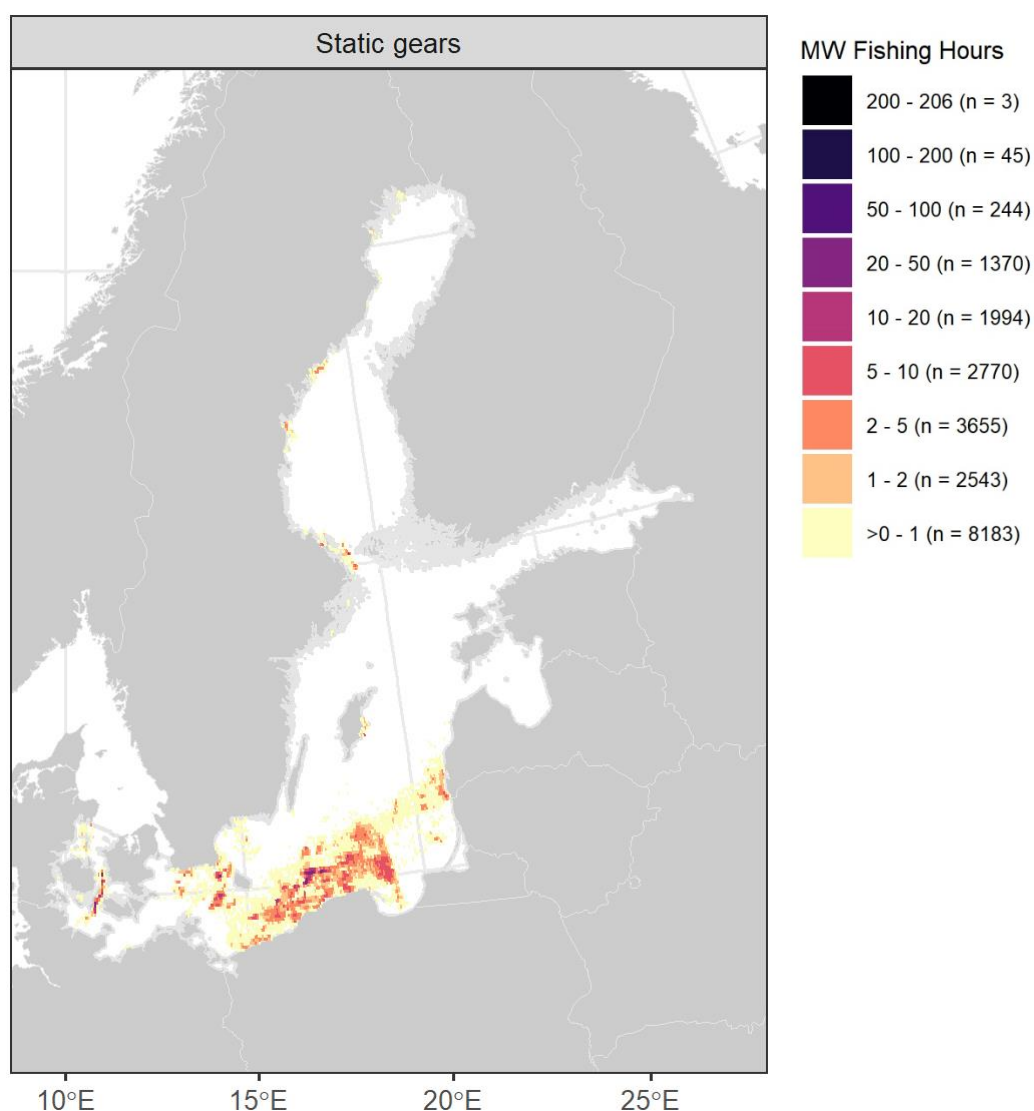 Static gears
MW Fishing Hours
200 - 206 (n = 3)
100 - 200 (n = 45)
50 - 100 (n = 244)
20 - 50 (n = 1370)
10 - 20 (n = 1994)
5 - 10 (n = 2770)
2 - 5 (n = 3655)
1 - 2 (n = 2543)
>0 - 1 (n = 8183)
10°E 15°E 20°E 25°E